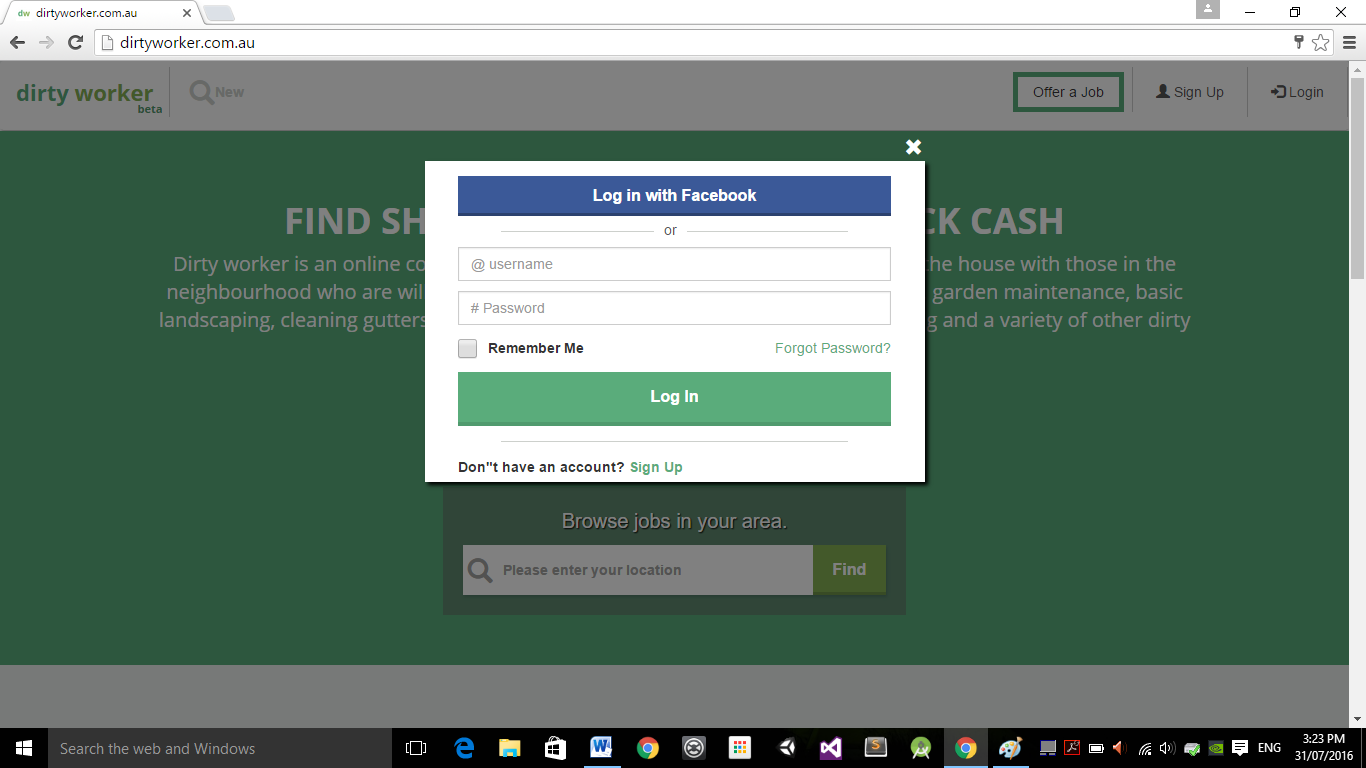 dw dirtyworker.com.au
dirtyworker.com.au
dirty worker
beta
New
Offer a Job
Sign Up
Login
Log in with Facebook
or
@ username
# Password
Remember Me
Forgot Password?
Log In
Don"t have an account? Sign Up
FIND SH CK CASH
Dirty worker is an online co he house with those in the
neighbourhood who are wil garden maintenance, basic
landscaping, cleaning gutters g and a variety of other dirty
Browse jobs in your area.
Please enter your location
Find
Search the web and Windows
ENG
3:23 PM
31/07/2016